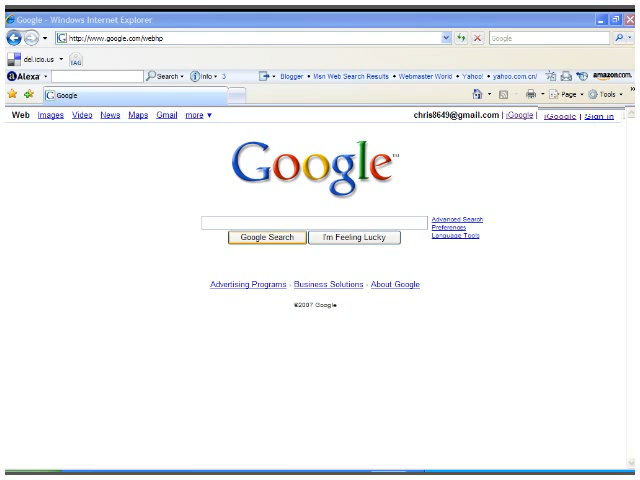 Google - Windows Internet Explorer
http://www.google.com/webhp
Google
del.icio.us
TAG
Alexa
Search
Info
3
Blogger • Msn Web Search Results • Webmaster World • Yahoo! • yahoo.com.cn/
amazon.com.
Google
Page
Tools
Web Images Video News Maps Gmail more ▼
chris8649@gmail.com | iGoogle | iGoogle | Sign in
Google™
Advanced Search
Preferences
Language Tools
Google Search I'm Feeling Lucky
Advertising Programs - Business Solutions - About Google
©2007 Google